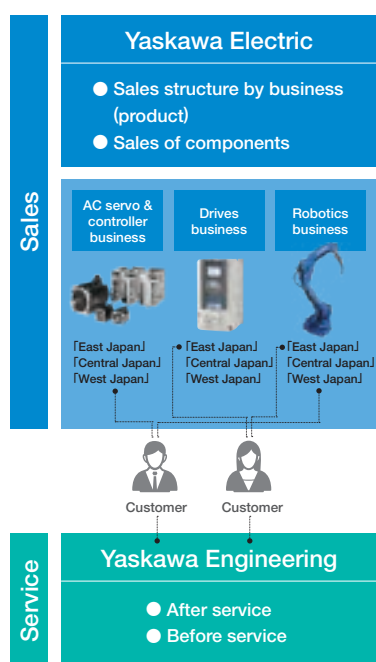 Sales
Yaskawa Electric
● Sales structure by business
(product)
● Sales of components
AC servo &
controller
business
Drives
business
Robotics
business
「East Japan」
「Central Japan」
「West Japan」
「East Japan」
「Central Japan」
「West Japan」
「East Japan」
「Central Japan」
「West Japan」
Customer
Customer
Service
Yaskawa Engineering
● After service
● Before service